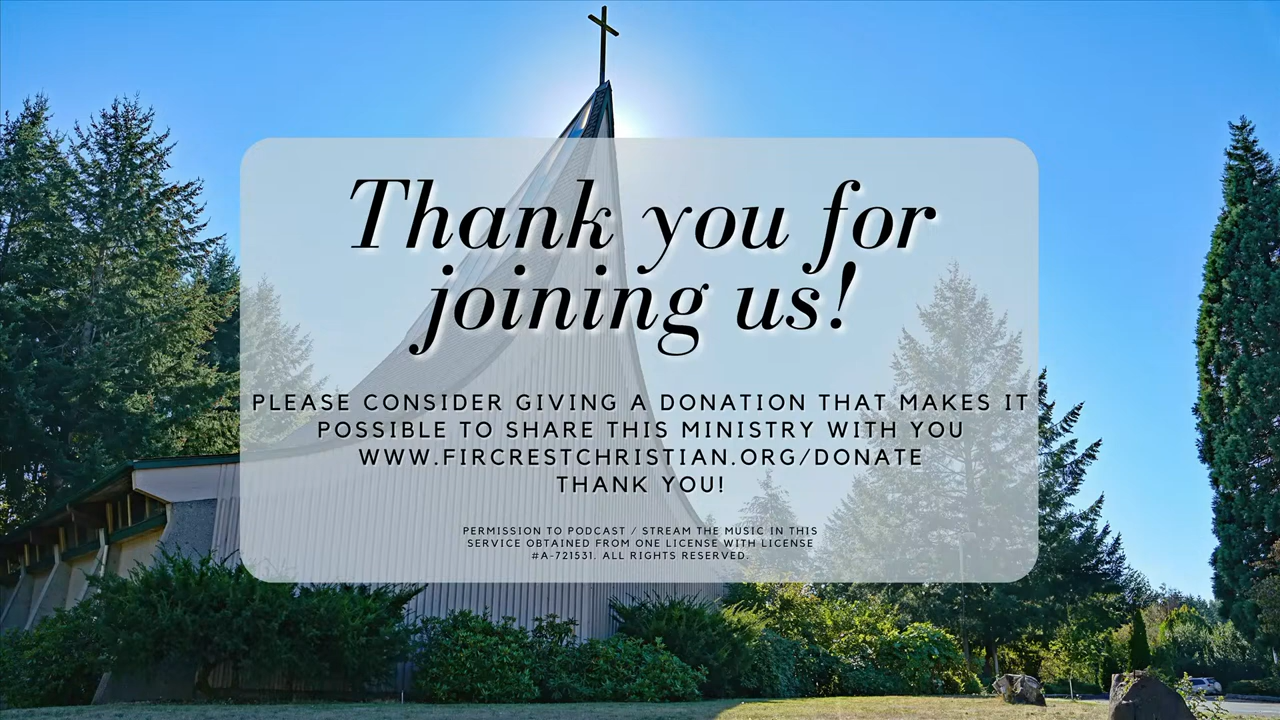 Thank you for
joining us!
PLEASE CONSIDER GIVING A DONATION THAT MAKES IT
POSSIBLE TO SHARE THIS MINISTRY WITH YOU
WWW.FIRCRESTCHRISTIAN.ORG/DONATE
THANK YOU!
PERMISSION TO PODCAST / STREAM THE MUSIC IN THIS
SERVICE OBTAINED FROM ONE LICENSE WITH LICENSE
#A-721531. ALL RIGHTS RESERVED.